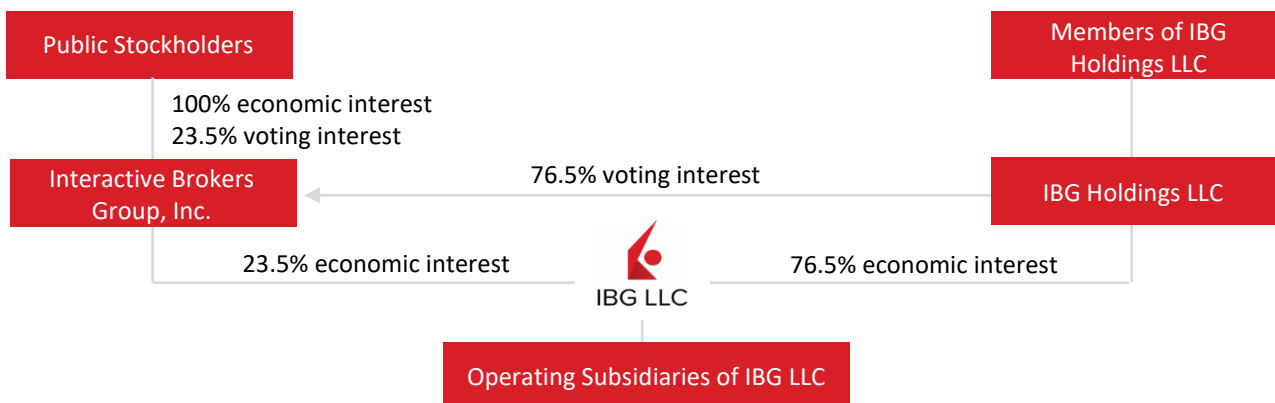 Public Stockholders
Members of IBG
Holdings LLC
100% economic interest
23.5% voting interest
Interactive Brokers
Group, Inc.
76.5% voting interest
IBG Holdings LLC
23.5% economic interest
76.5% economic interest
IBG LLC
Operating Subsidiaries of IBG LLC